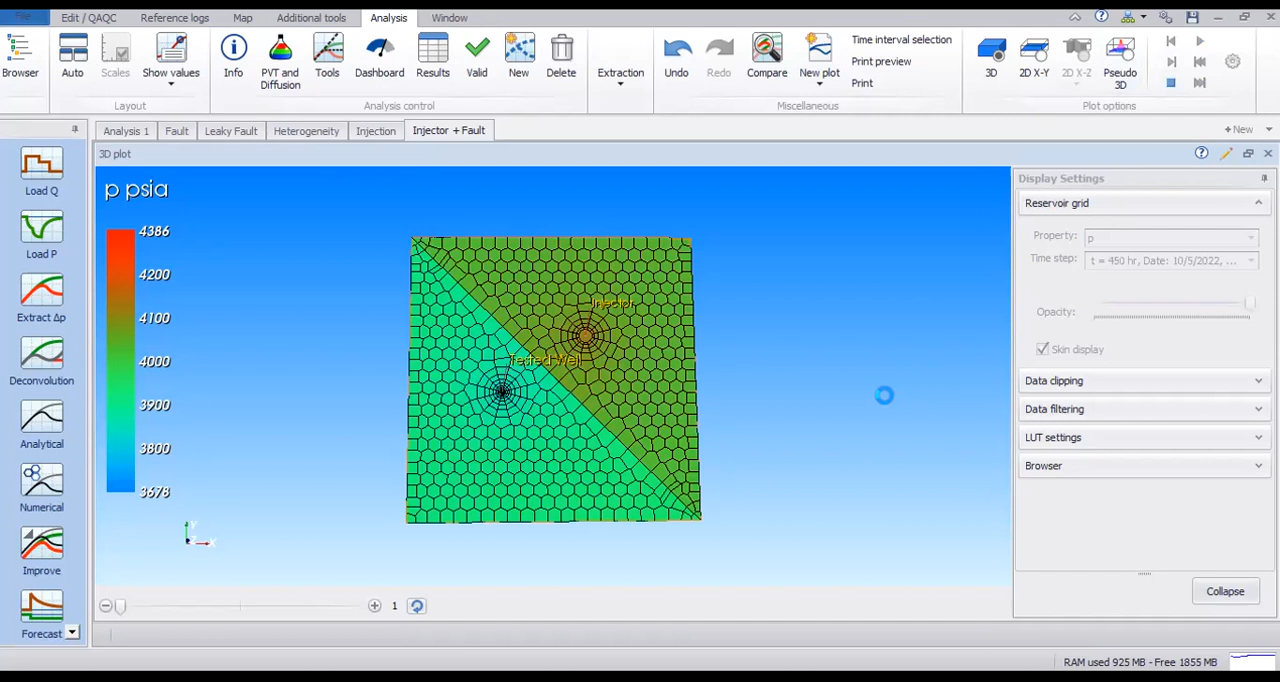 File Edit / QAQC Reference logs Map Additional tools Analysis Window
Browser Auto Scales Show values Info PVT and Diffusion Tools Dashboard Results Valid New Delete Extraction Undo Redo Compare New plot 3D 2D X-Y 2D X-Z Pseudo 3D
Time interval selection
Print preview
Print
Layout Analysis control Miscellaneous Plot options
Analysis 1 Fault Leaky Fault Heterogeneity Injection Injector + Fault + New
3D plot
Load Q
Load P
Extract Δp
Deconvolution
Analytical
Numerical
Improve
Forecast
p psia
4386
4200
4100
4000
3900
3800
3678
Injector
Tested Well
Y
X
1
Display Settings
Reservoir grid
Property: p
Time step: t = 450 hr, Date: 10/5/2022, ...
Opacity:
Skin display
Data clipping
Data filtering
LUT settings
Browser
Collapse
RAM used 925 MB - Free 1855 MB